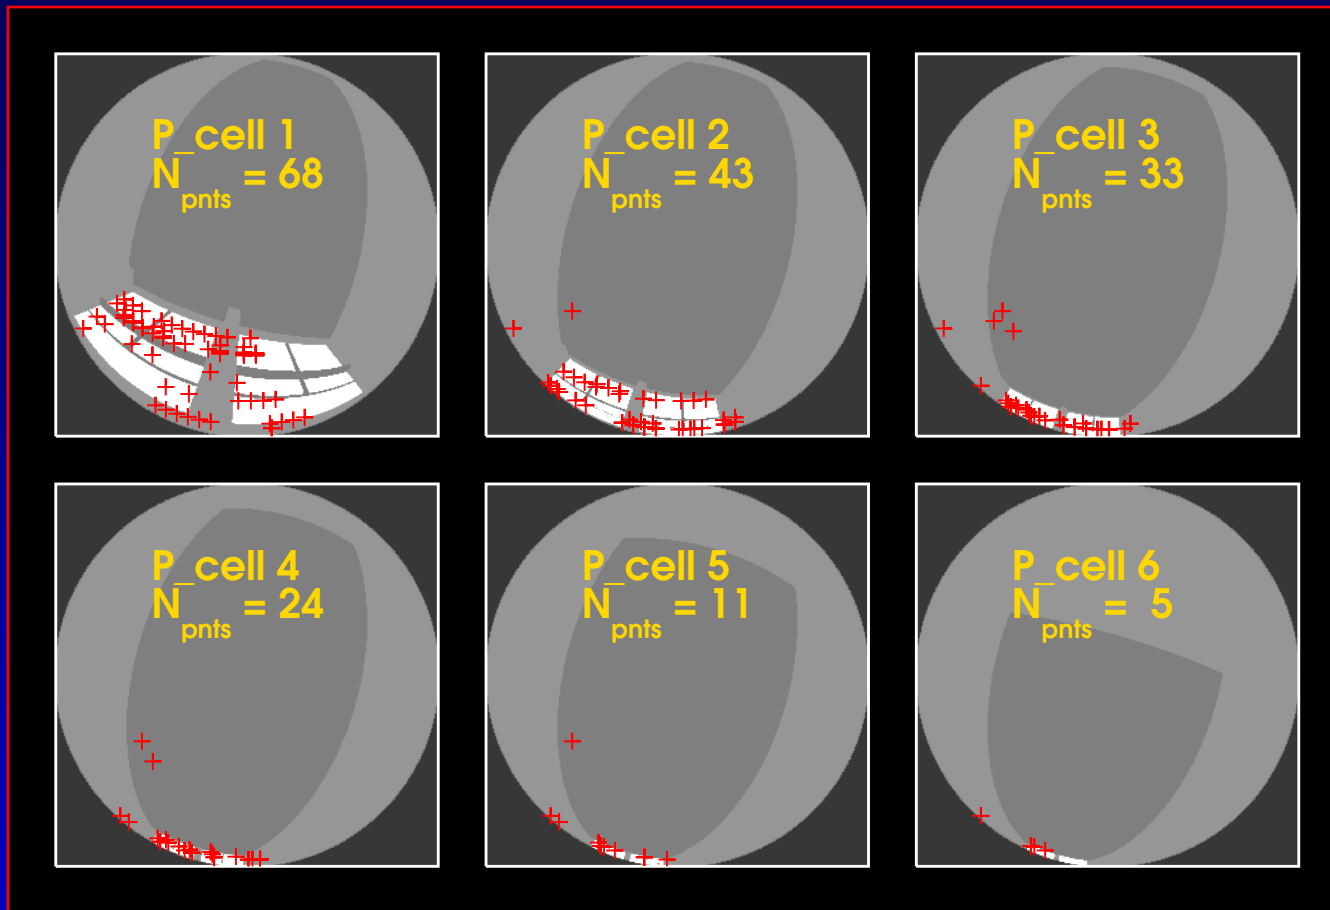 P_cell 1
N_pnts = 68
P_cell 2
N_pnts = 43
P_cell 3
N_pnts = 33
P_cell 4
N_pnts = 24
P_cell 5
N_pnts = 11
P_cell 6
N_pnts = 5